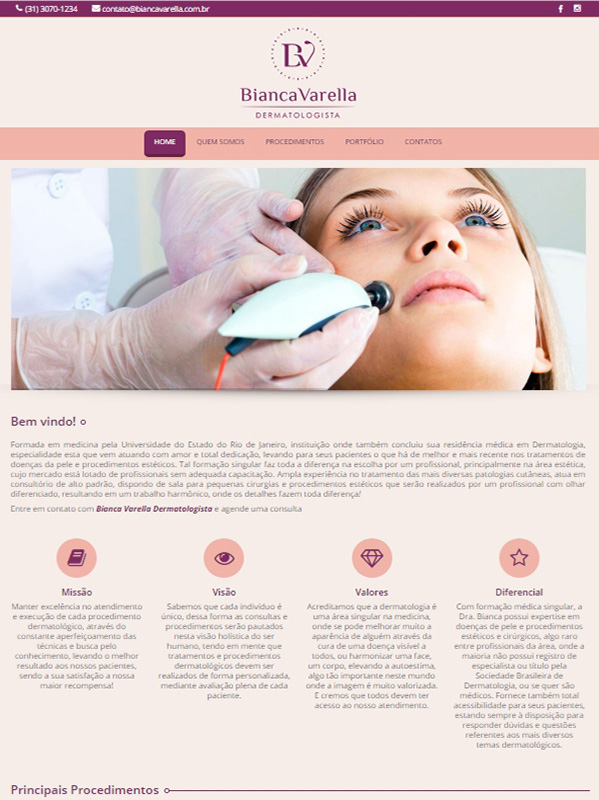 (31) 3070-1234 contato@biancavarella.com.br
BV
BiancaVarella
DERMATOLOGISTA
HOME QUEM SOMOS PROCEDIMENTOS PORTFÓLIO CONTATOS
Bem vindo!
Formada em medicina pela Universidade do Estado do Rio de Janeiro, instituição onde também concluiu sua residência médica em Dermatologia,
especialidade esta que vem atuando com amor e total dedicação, levando para seus pacientes o que há de melhor e mais recente nos tratamentos de
doenças da pele e procedimentos estéticos. Tal formação singular faz toda a diferença na escolha por um profissional, principalmente na área estética,
cujo mercado está lotado de profissionais sem adequada capacitação. Ampla experiência no tratamento das mais diversas patologias cutâneas, atua em
consultório de alto padrão, dispondo de sala para pequenas cirurgias e procedimentos estéticos que serão realizados por um profissional com olhar
diferenciado, resultando em um trabalho harmônico, onde os detalhes fazem toda diferença!
Entre em contato com Bianca Varella Dermatologista e agende uma consulta
Missão
Manter excelência no atendimento
e execução de cada procedimento
dermatológico, através do
constante aperfeiçoamento das
técnicas e busca pelo
conhecimento, levando o melhor
resultado aos nossos pacientes,
sendo a sua satisfação a nossa
maior recompensa!
Visão
Sabemos que cada indivíduo é
único, dessa forma as consultas e
procedimentos serão pautados
nesta visão holística do ser
humano, tendo em mente que
tratamentos e procedimentos
dermatológicos devem ser
realizados de forma personalizada,
mediante avaliação plena de cada
paciente.
Valores
Acreditamos que a dermatologia é
uma área singular na medicina,
onde se pode melhorar muito a
aparência de alguém através da
cura de uma doença visível a
todos, ou harmonizar uma face,
um corpo, elevando a autoestima,
algo tão importante neste mundo
onde a imagem é muito valorizada.
E cremos que todos devem ter
acesso ao nosso atendimento.
Diferencial
Com formação médica singular, a
Dra. Bianca possui expertise em
doenças de pele e procedimentos
estéticos e cirúrgicos, algo raro
entre profissionais da área, onde a
maioria não possui registro de
especialista ou título pela
Sociedade Brasileira de
Dermatologia, ou se quer são
médicos. Fornece também total
acessibilidade para seus pacientes,
estando sempre à disposição para
responder dúvidas e questões
referentes aos mais diversos
temas dermatológicos.
Principais Procedimentos